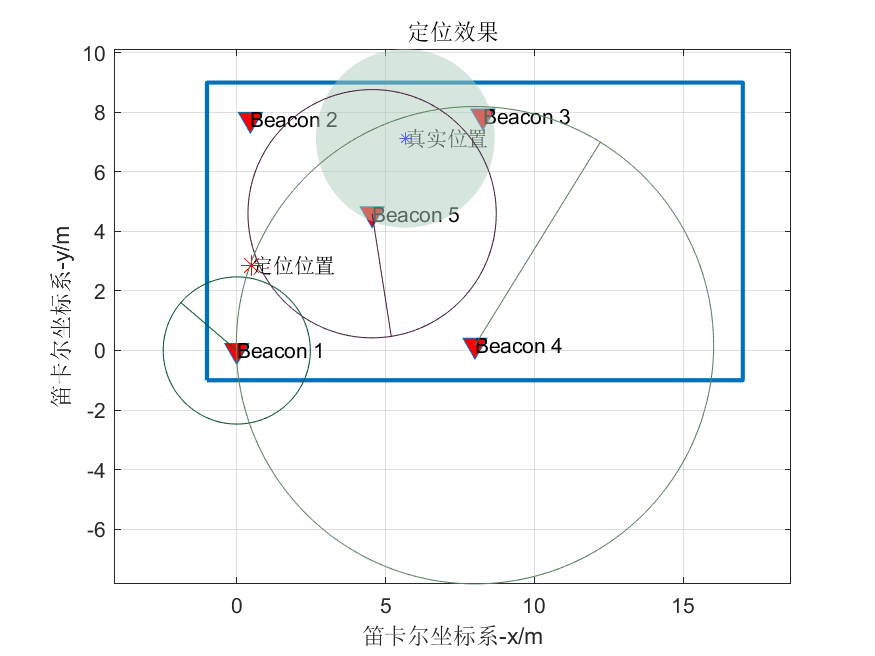 定位效果
10
8
6
4
2
0
-2
-4
-6
笛卡尔坐标系-y/m
Beacon 2
Beacon 3
真实位置
Beacon 5
定位位置
Beacon 1
Beacon 4
0
5
10
15
笛卡尔坐标系-x/m